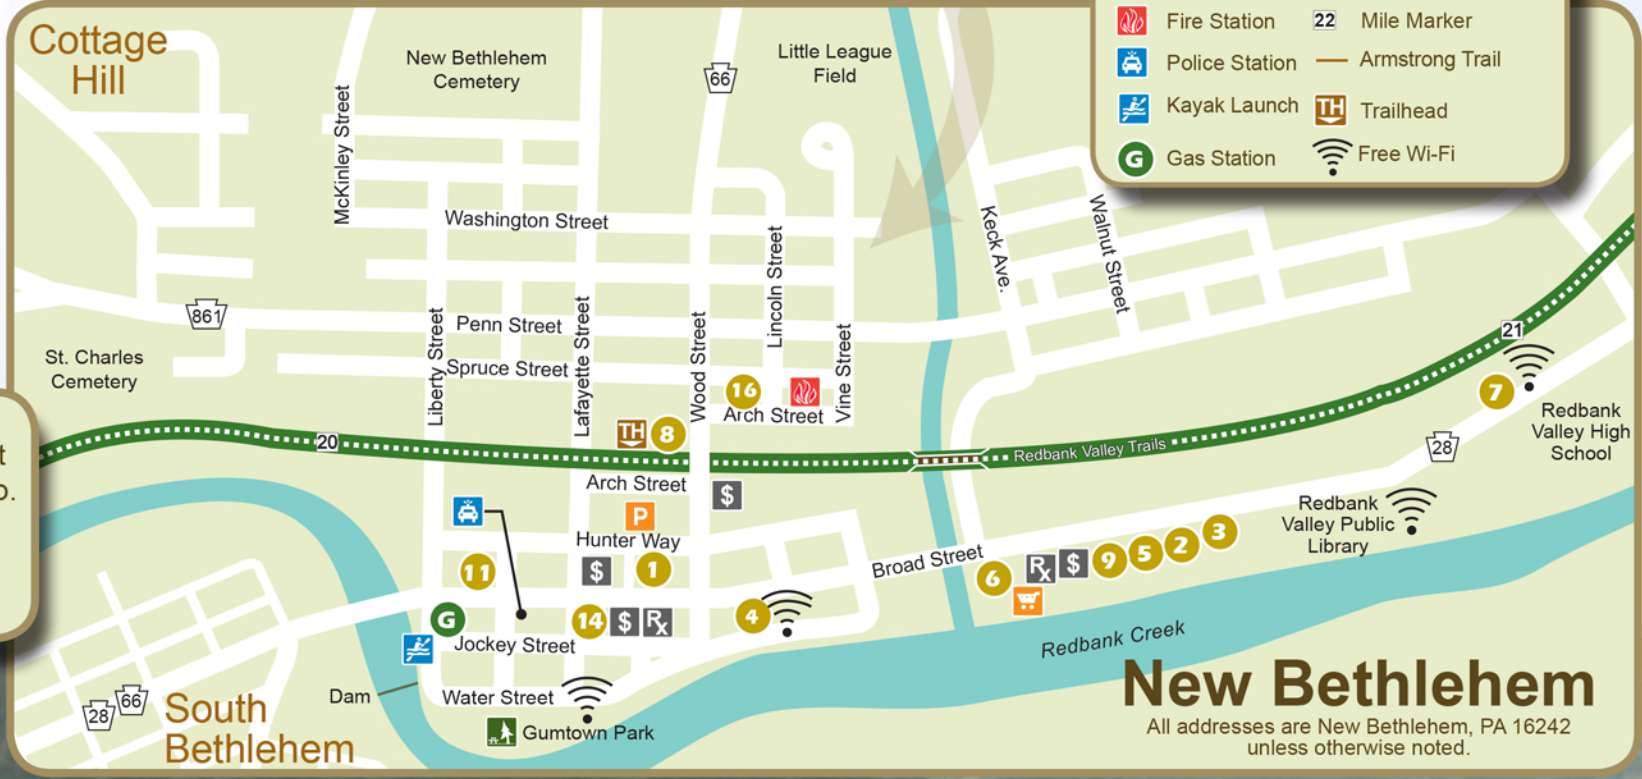 Cottage
Hill
New Bethlehem
Cemetery
66
Little League
Field
Fire Station
22
Mile Marker
Police Station
Armstrong Trail
Kayak Launch
TH
Trailhead
G
Gas Station
Free Wi-Fi
McKinley Street
Washington Street
Lincoln Street
Keck Ave.
Walnut Street
861
Penn Street
Liberty Street
Lafayette Street
Wood Street
Vine Street
St. Charles
Cemetery
Spruce Street
16
Arch Street
21
7
Redbank
Valley High
School
t
o.
20
TH
8
Redbank Valley Trails
28
Arch Street
$
P
Hunter Way
Redbank
Valley Public
Library
11
$
1
Broad Street
6
Rx
$
9
5
2
3
G
14
$
Rx
4
Jockey Street
Redbank Creek
Dam
Water Street
Gumtown Park
28
66
South
Bethlehem
New Bethlehem
All addresses are New Bethlehem, PA 16242
unless otherwise noted.